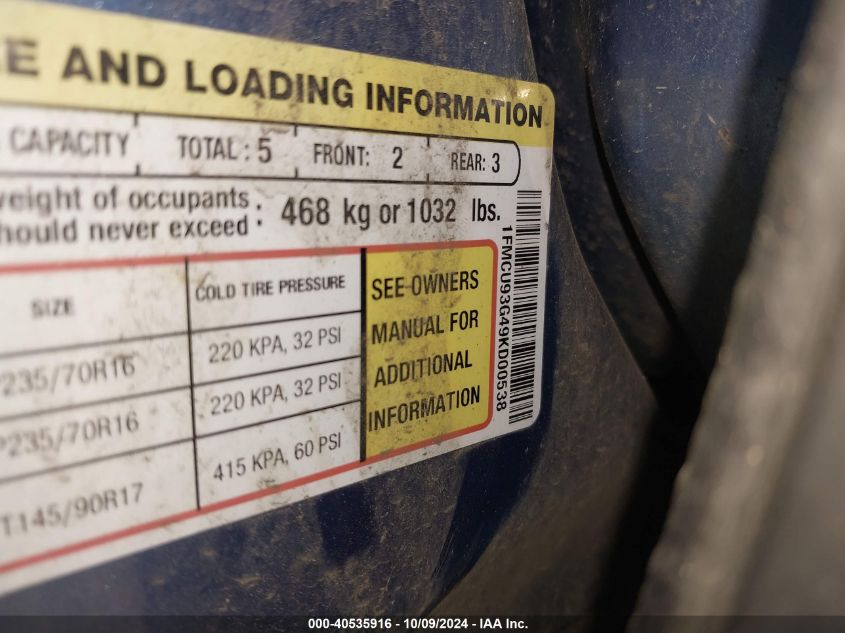 E AND LOADING INFORMATION
CAPACITY TOTAL: 5 FRONT: 2 REAR: 3
weight of occupants
should never exceed : 468 kg or 1032 lbs.
SIZE COLD TIRE PRESSURE
P235/70R16 220 KPA, 32 PSI
P235/70R16 220 KPA, 32 PSI
T145/90R17 415 KPA, 60 PSI
SEE OWNERS
MANUAL FOR
ADDITIONAL
INFORMATION
1FMCU93G49KD00538
000-40535916 - 10/09/2024 - IAA Inc.